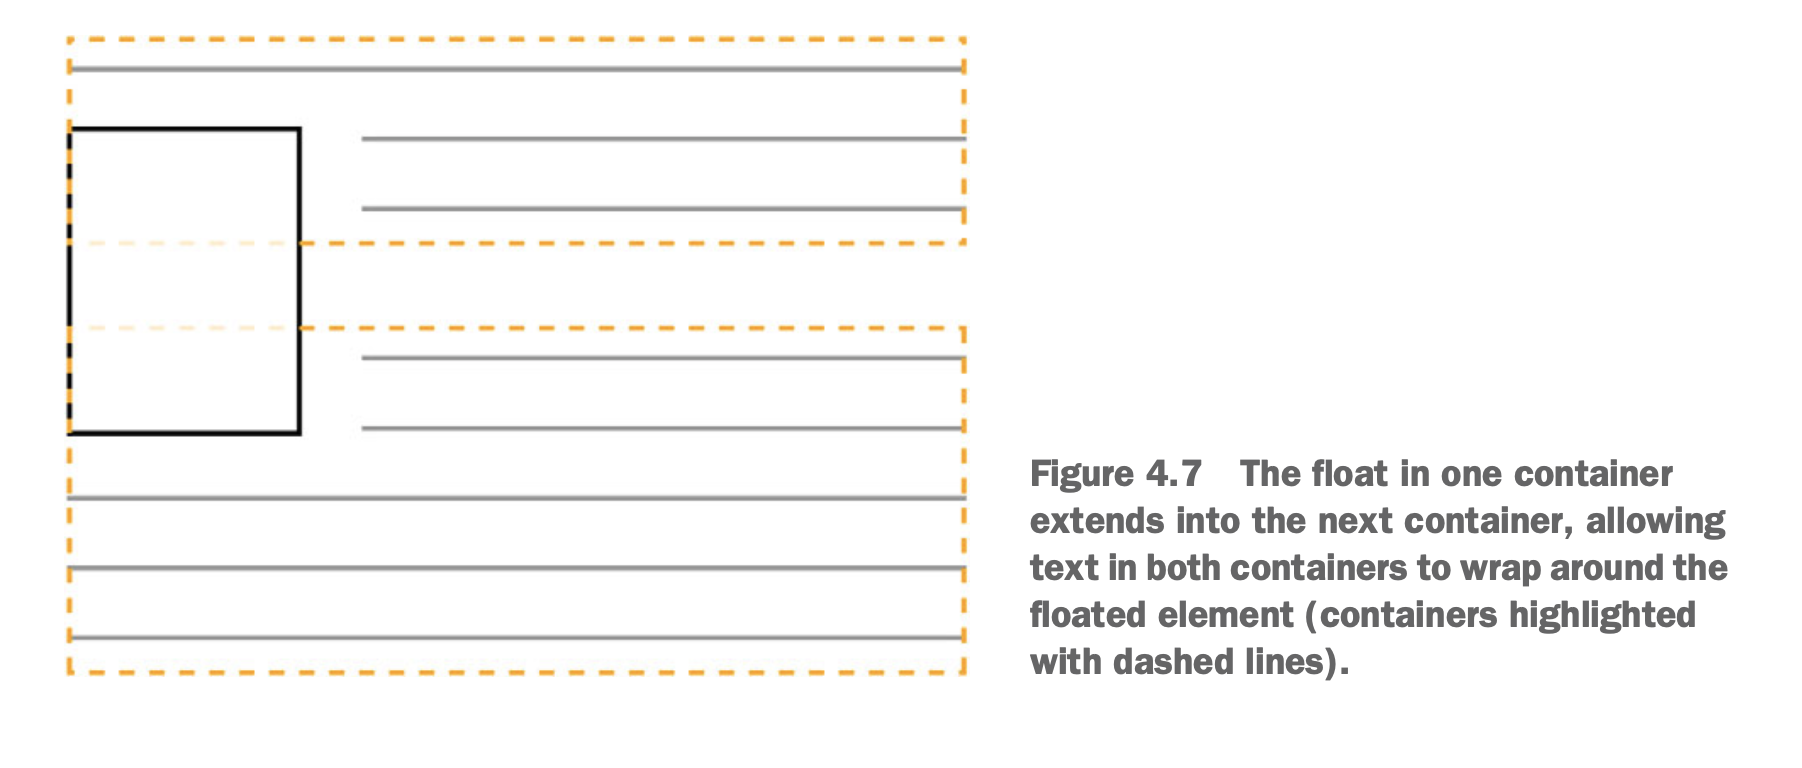 Figure 4.7 The float in one container
extends into the next container, allowing
text in both containers to wrap around the
floated element (containers highlighted
with dashed lines).